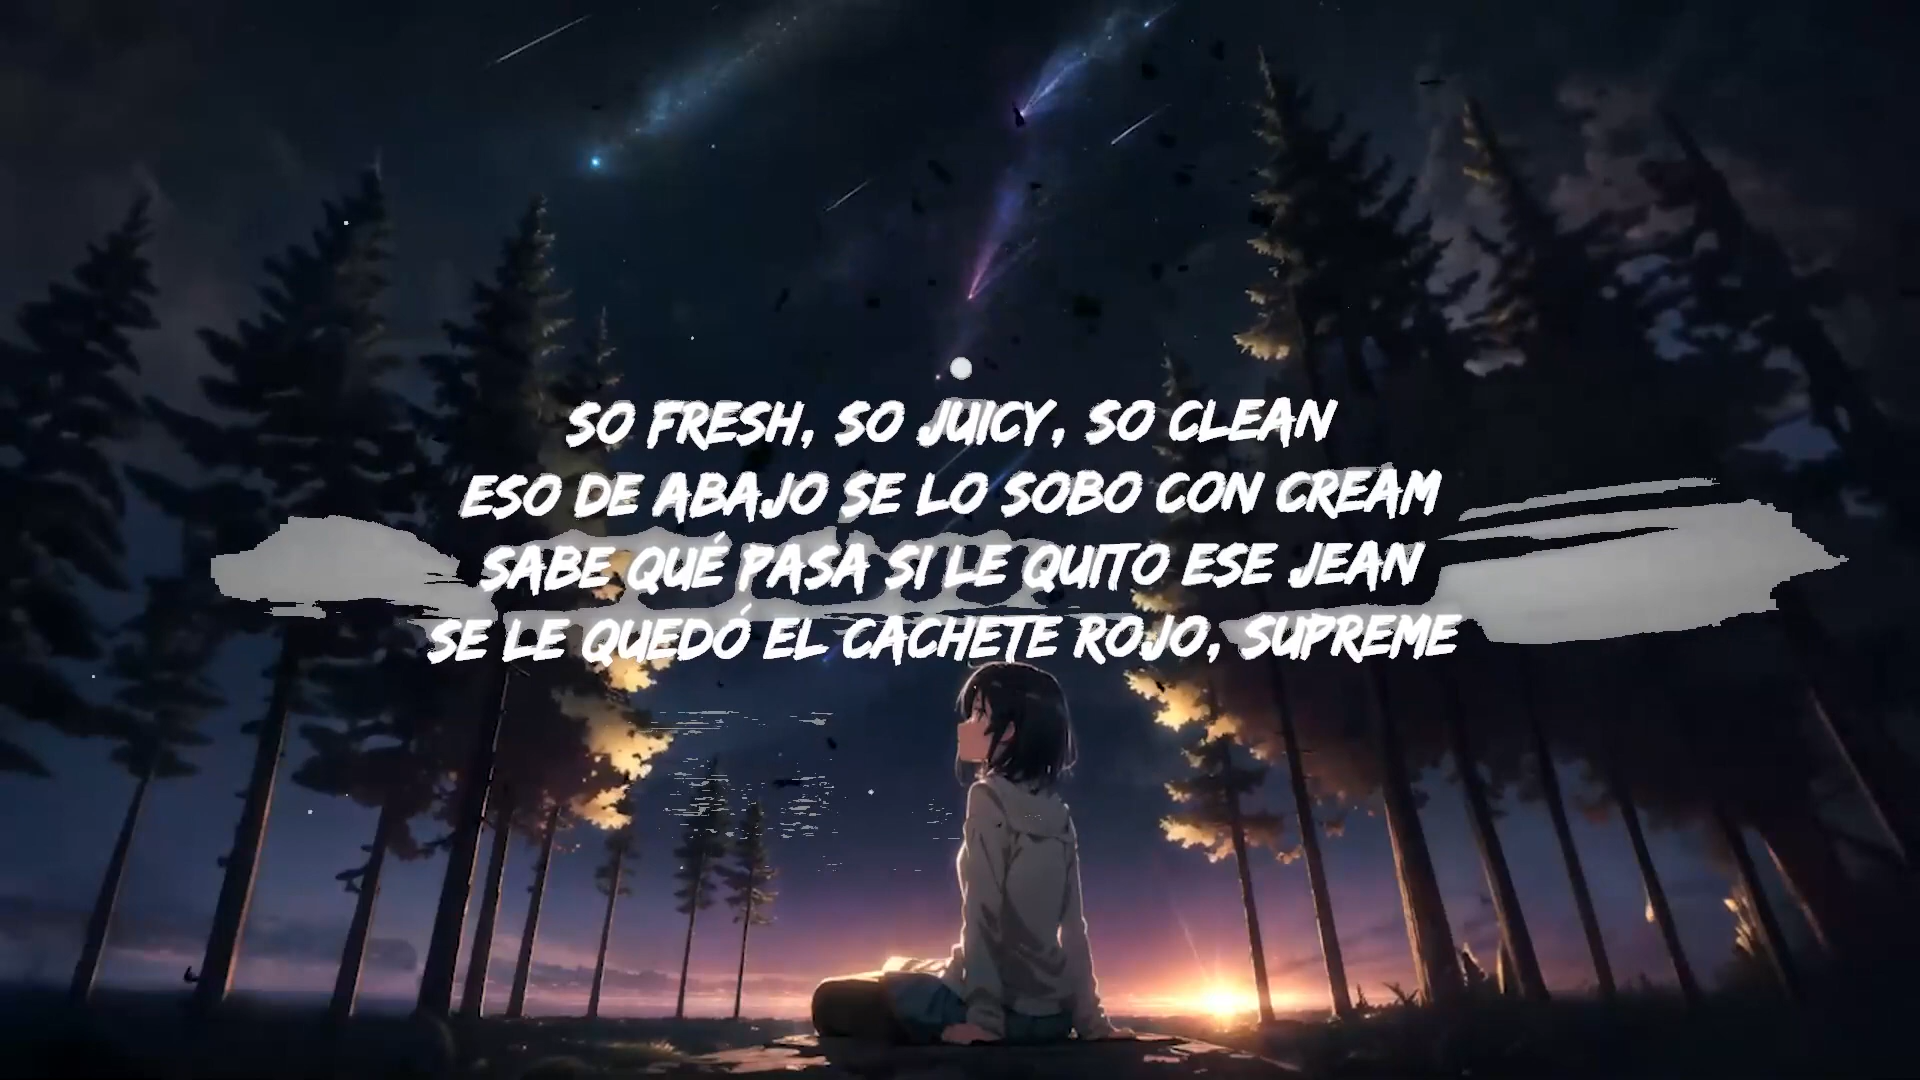 SO FRESH, SO JUICY, SO CLEAN
ESO DE ABAJO SE LO SOBO CON CREAM
SABE QUÉ PASA SI LE QUITO ESE JEAN
SE LE QUEDÓ EL CACHETE ROJO, SUPREME